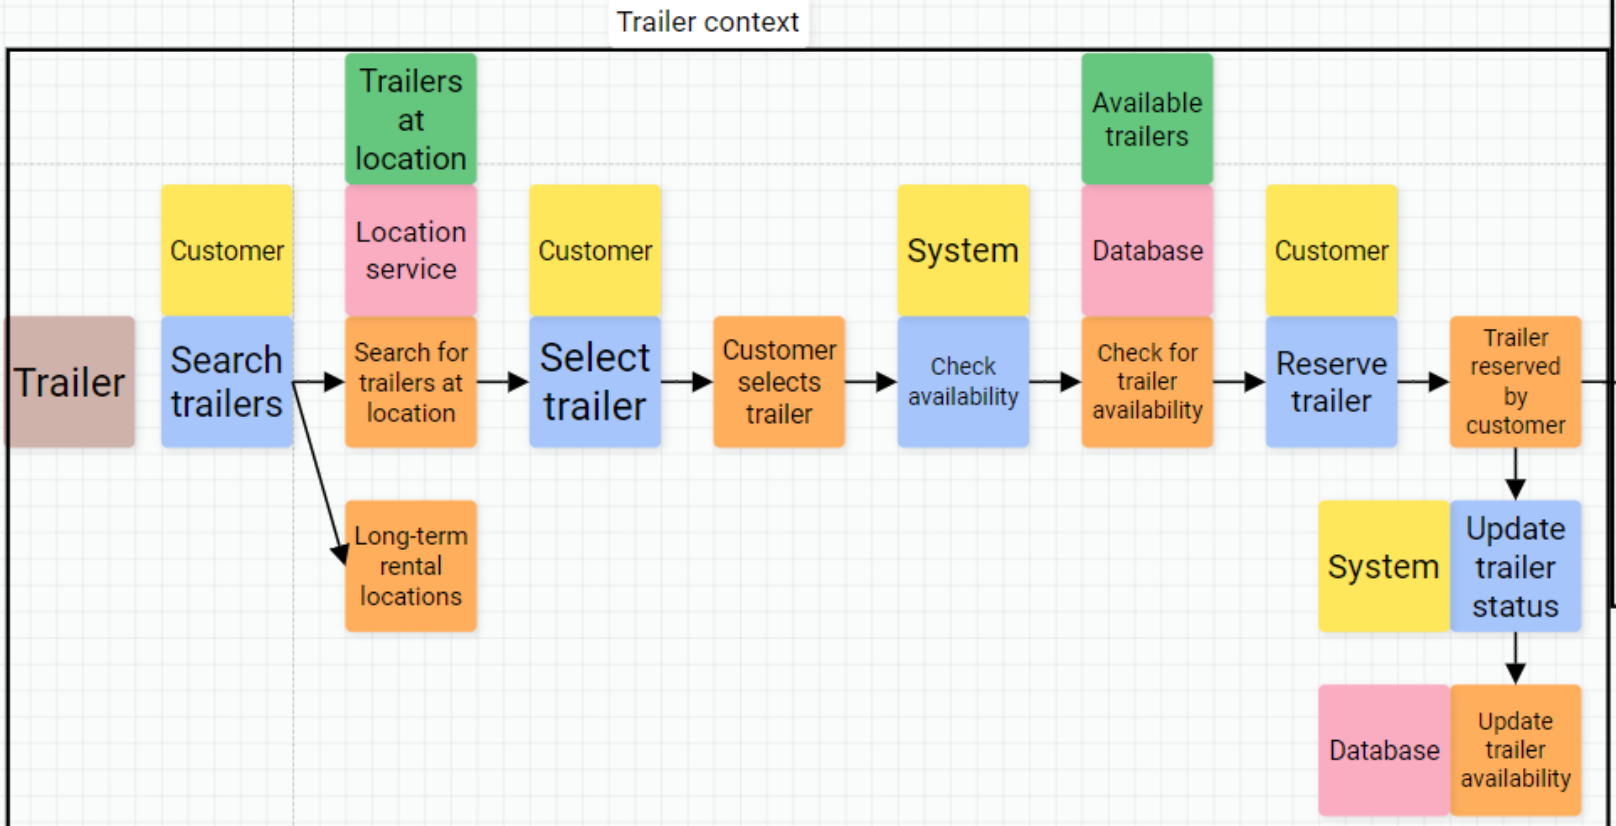 Trailer context
Trailers
at
location
Available
trailers
Customer
Location
service
Customer
System
Database
Customer
Trailer
Search
trailers
Search for
trailers at
location
Select
trailer
Customer
selects
trailer
Check
availability
Check for
trailer
availability
Reserve
trailer
Trailer
reserved
by
customer
Long-term
rental
locations
System
Update
trailer
status
Database
Update
trailer
availability